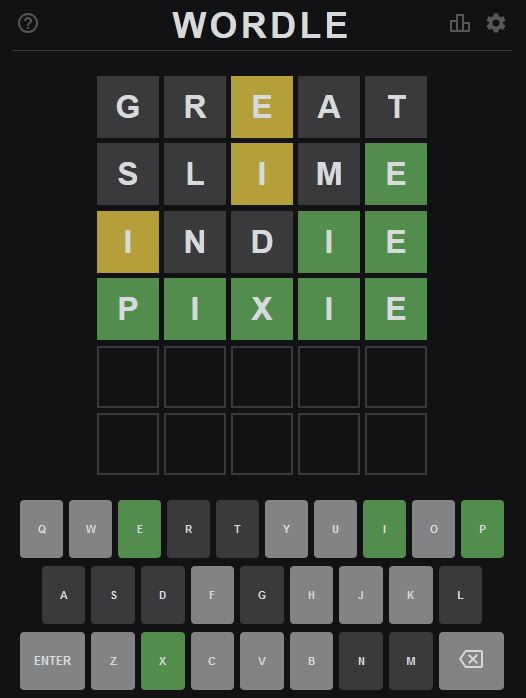 WORDLE
G R E A T
S L I M E
I N D I E
P I X I E
Q W E R T Y U I O P
A S D F G H J K L
ENTER Z X C V B N M